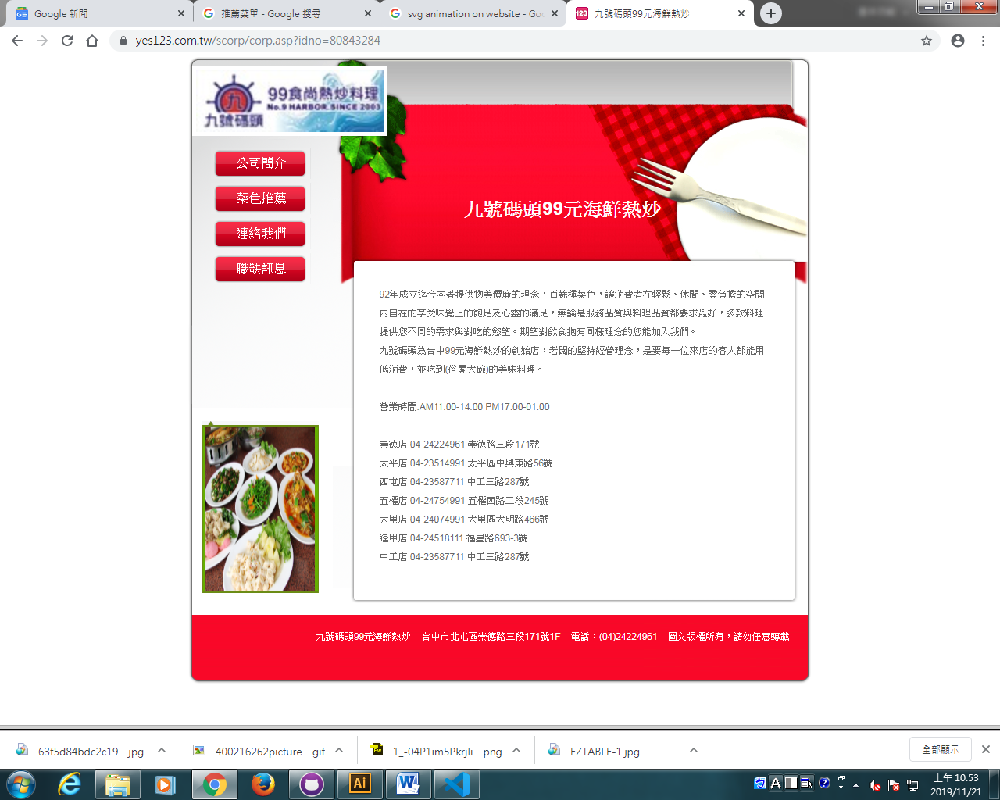 Google 新聞
推薦菜單 - Google 搜尋
svg animation on website - Goo
九號碼頭99元海鮮熱炒
yes123.com.tw/scorp/corp.asp?idno=80843284
99食尚熱炒料理
No.9 HARBOR SINCE 2003
九
九號碼頭
公司簡介
菜色推薦
連絡我們
職缺訊息
九號碼頭99元海鮮熱炒
92年成立迄今本著提供物美價廉的理念，百餘種菜色，讓消費者在輕鬆、休閒、零負擔的空間
內自在的享受味覺上的飽足及心靈的滿足，無論是服務品質與料理品質都要求最好，多款料理
提供您不同的需求與對吃的慾望。期望對飲食抱有同樣理念的您能加入我們。
九號碼頭為台中99元海鮮熱炒的創始店，老闆的堅持經營理念，是要每一位來店的客人都能用
低消費，並吃到(俗闊大碗)的美味料理。
營業時間:AM11:00-14:00 PM17:00-01:00
崇德店 04-24224961 崇德路三段171號
太平店 04-23514991 太平區中興東路56號
西屯店 04-23587711 中工三路287號
五權店 04-24754991 五權西路二段245號
大里店 04-24074991 大里區大明路466號
逢甲店 04-24518111 福星路693-3號
中工店 04-23587711 中工三路287號
九號碼頭99元海鮮熱炒 台中市北屯區崇德路三段171號1F 電話：(04)24224961 圖文版權所有，請勿任意轉載
63f5d84bdc2c19....jpg
400216262picture....gif
1_-04P1im5PkrjIi....png
EZTABLE-1.jpg
全部顯示
上午 10:53
2019/11/21